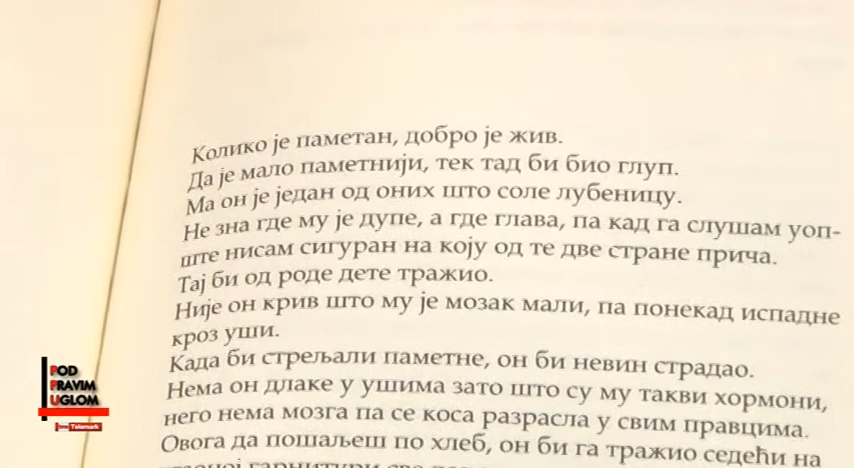 Колико је паметан, добро је жив.
Да је мало паметнији, тек тад би био глуп.
Ма он је један од оних што соле лубеницу.
Не зна где му је дупе, а где глава, па кад га слушам уоп-
ште нисам сигуран на коју од те две стране прича.
Тај би од роде дете тражио.
Није он крив што му је мозак мали, па понекад испадне
кроз уши.
Када би стрељали паметне, он би невин страдао.
Нема он длаке у ушима зато што су му такви хормони,
него нема мозга па се коса разрасла у свим правцима.
Овога да пошаљеш по хлеб, он би га тражио седећи на
гарнитури
POD
PRAVIM
UGLOM
Telemark